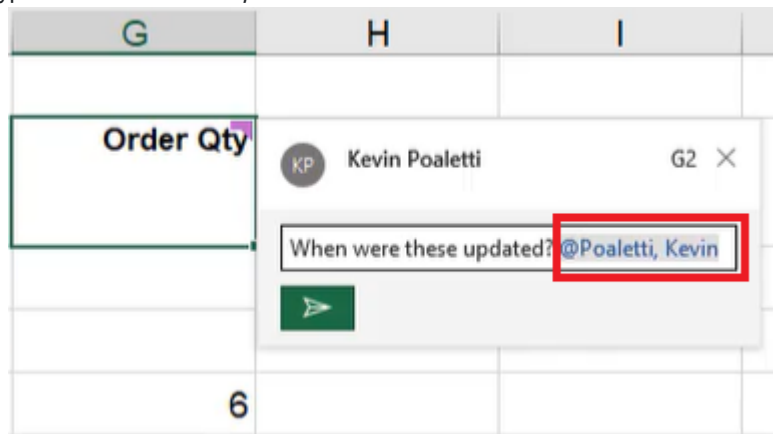 G H I
Order Qty
KP Kevin Poaletti G2
When were these updated? @Poaletti, Kevin
6